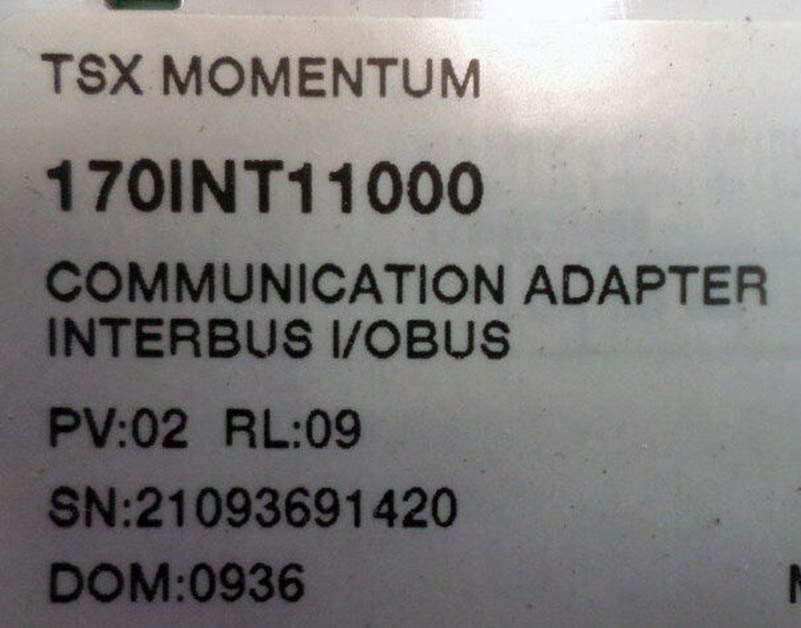 TSX MOMENTUM
170INT11000
COMMUNICATION ADAPTER
INTERBUS I/OBUS
PV:02 RL:09
SN:21093691420
DOM:0936